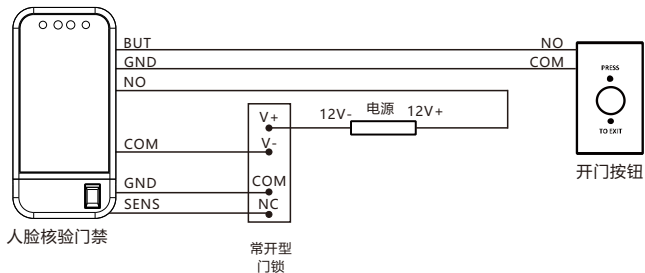 BUT
NO
GND
COM
NO
PRESS
TO EXIT
V+
12V-
电源
12V+
COM
V-
GND
COM
SENS
NC
开门按钮
人脸核验门禁
常开型
门锁